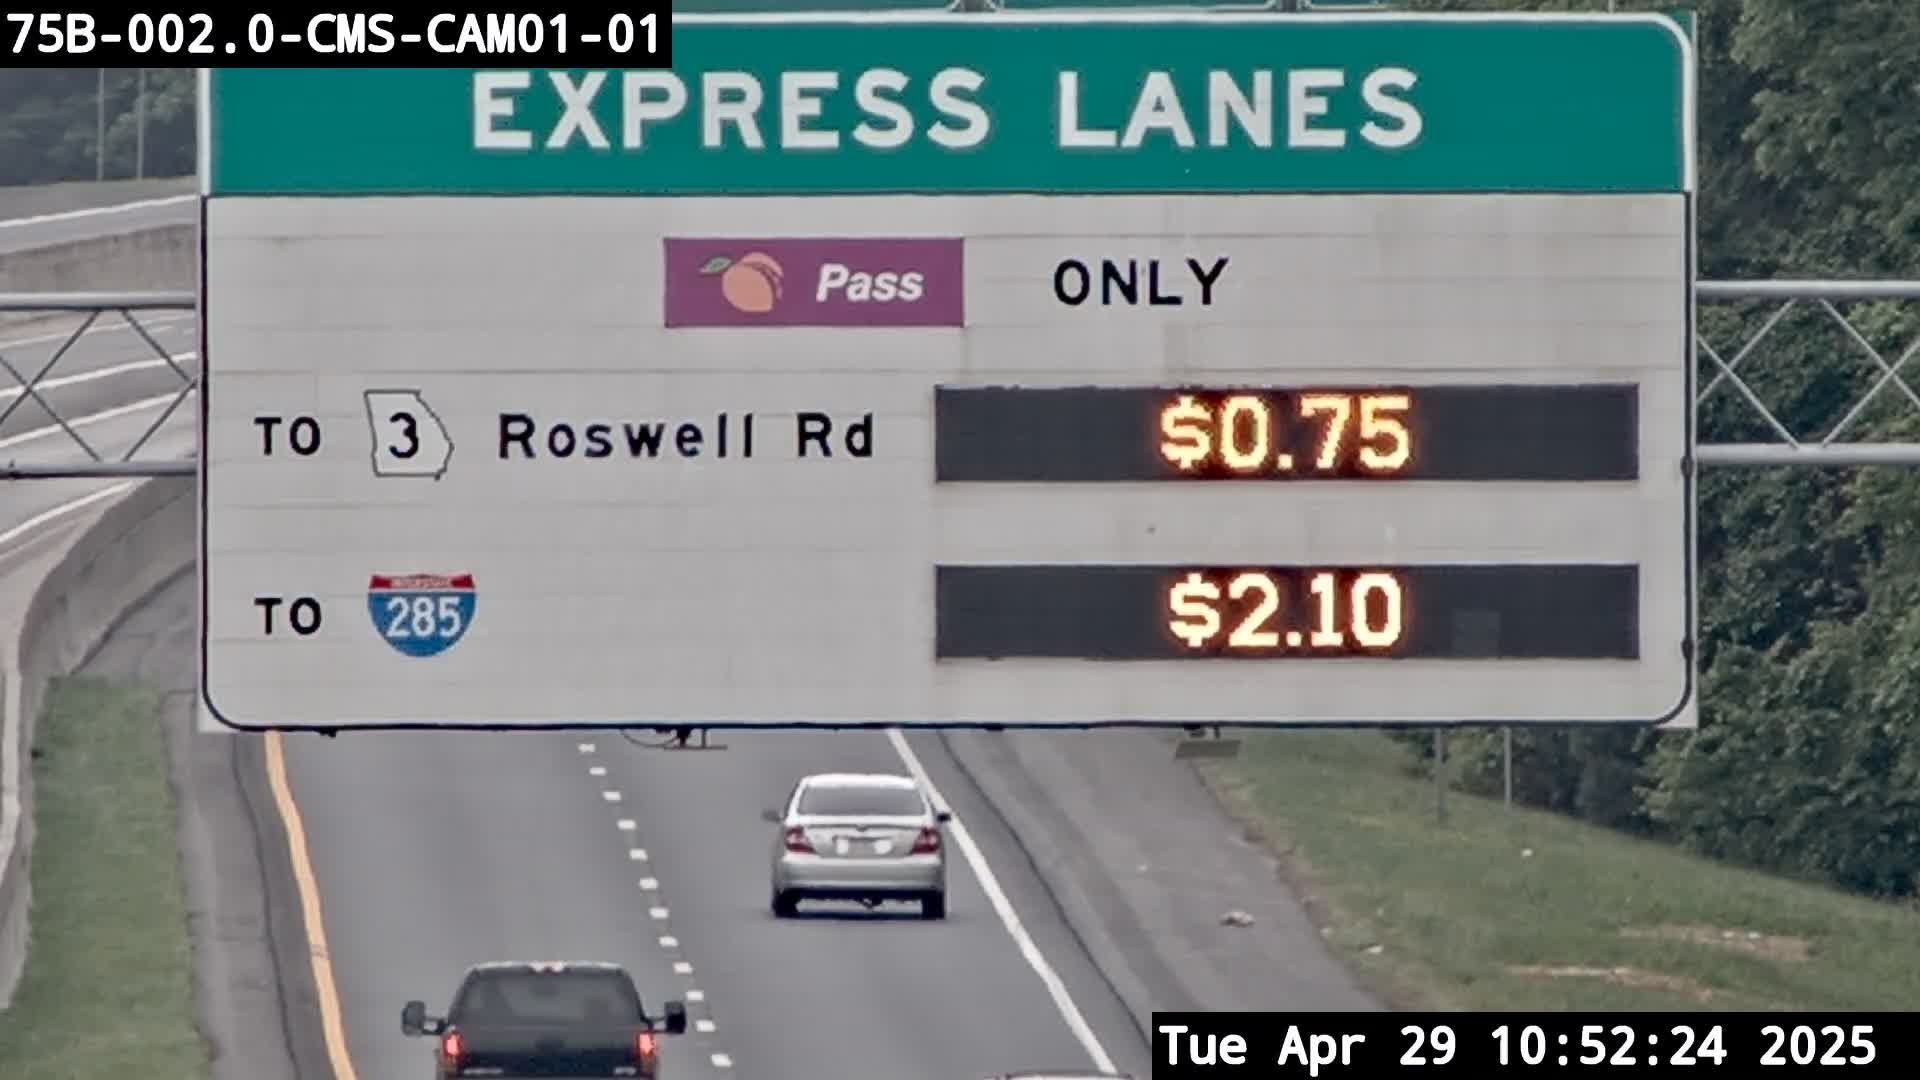 75B-002.0-CMS-CAM01-01
EXPRESS LANES
Pass ONLY
TO 3 Roswell Rd $0.75
INTERSTATE
TO 285 $2.10
Tue Apr 29 10:52:24 2025